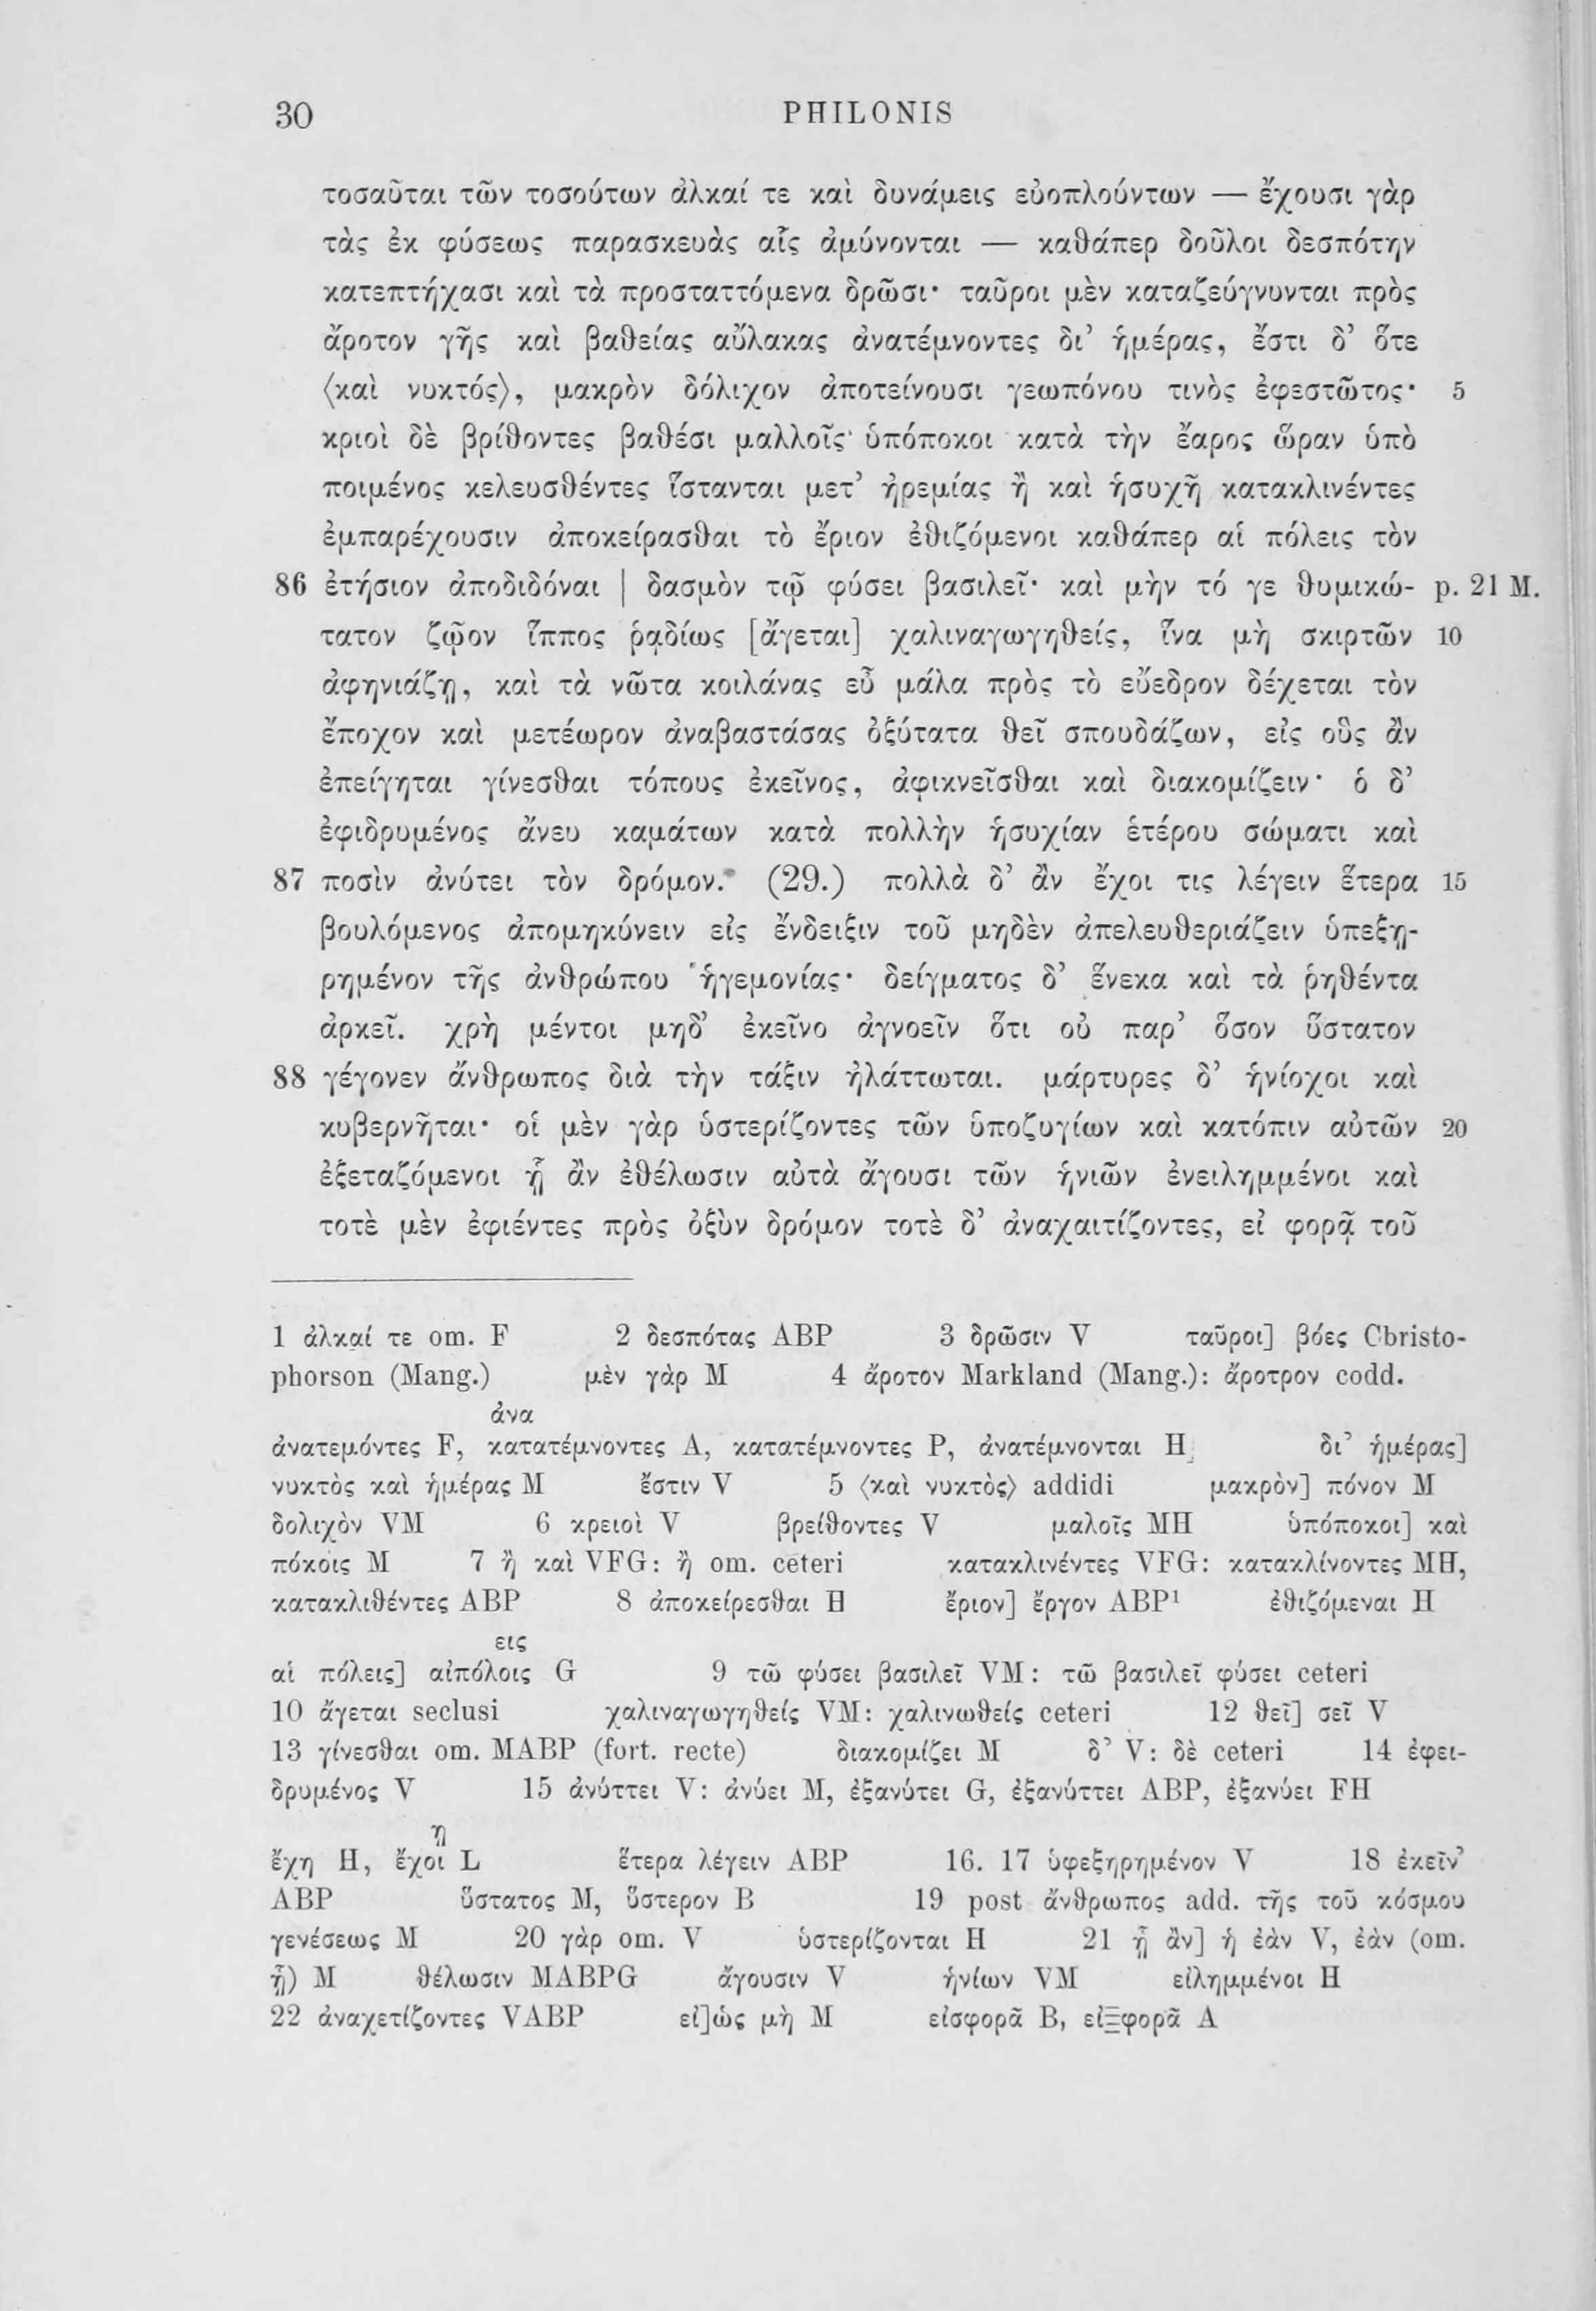 30 PHILONIS
τοσαῦται τῶν τοσούτων ἀλκαί τε καὶ δυνάμεις εὐοπλούντων — ἔχουσι γὰρ
τὰς ἐκ φύσεως παρασκευὰς αἷς ἀμύνονται — καθάπερ δοῦλοι δεσπότην
κατεπτήχασι καὶ τὰ προσταττόμενα δρῶσι· ταῦροι μὲν καταζεύγνυνται πρὸς
ἄροτον γῆς καὶ βαθείας αὔλακας ἀνατέμνοντες δι’ ἡμέρας, ἔστι δ’ ὅτε
⟨καὶ νυκτός⟩, μακρὸν δόλιχον ἀποτείνουσι γεωπόνου τινὸς ἐφεστῶτος· 5
κριοὶ δὲ βρίθοντες βαθέσι μαλλοῖς ὑπόποκοι κατὰ τὴν ἔαρος ὥραν ὑπὸ
ποιμένος κελευσθέντες ἵστανται μετ’ ἠρεμίας ἢ καὶ ἡσυχῆ κατακλινέντες
ἐμπαρέχουσιν ἀποκείρασθαι τὸ ἔριον ἐθιζόμενοι καθάπερ αἱ πόλεις τὸν
86 ἐτήσιον ἀποδιδόναι | δασμὸν τῷ φύσει βασιλεῖ· καὶ μὴν τό γε θυμικώ- p. 21 M.
τατον ζῷον ἵππος ῥᾳδίως [ἄγεται] χαλιναγωγηθείς, ἵνα μὴ σκιρτῶν 10
ἀφηνιάζῃ, καὶ τὰ νῶτα κοιλάνας εὖ μάλα πρὸς τὸ εὔεδρον δέχεται τὸν
ἔποχον καὶ μετέωρον ἀναβαστάσας ὀξύτατα θεῖ σπουδάζων, εἰς οὓς ἂν
ἐπείγηται γίνεσθαι τόπους ἐκεῖνος, ἀφικνεῖσθαι καὶ διακομίζειν· ὁ δ’
ἐφιδρυμένος ἄνευ καμάτων κατὰ πολλὴν ἡσυχίαν ἑτέρου σώματι καὶ
87 ποσὶν ἀνύτει τὸν δρόμον. (29.) πολλὰ δ’ ἂν ἔχοι τις λέγειν ἕτερα 15
βουλόμενος ἀπομηκύνειν εἰς ἔνδειξιν τοῦ μηδὲν ἀπελευθεριάζειν ὑπεξῃ-
ρημένον τῆς ἀνθρώπου ἡγεμονίας· δείγματος δ’ ἕνεκα καὶ τὰ ῥηθέντα
ἀρκεῖ. χρὴ μέντοι μηδ’ ἐκεῖνο ἀγνοεῖν ὅτι οὐ παρ’ ὅσον ὕστατον
88 γέγονεν ἄνθρωπος διὰ τὴν τάξιν ἠλάττωται. μάρτυρες δ’ ἡνίοχοι καὶ
κυβερνῆται· οἱ μὲν γὰρ ὑστερίζοντες τῶν ὑποζυγίων καὶ κατόπιν αὐτῶν 20
ἐξεταζόμενοι ᾗ ἂν ἐθέλωσιν αὐτὰ ἄγουσι τῶν ἡνιῶν ἐνειλημμένοι καὶ
τοτὲ μὲν ἐφιέντες πρὸς ὀξὺν δρόμον τοτὲ δ’ ἀναχαιτίζοντες, εἰ φορᾷ τοῦ
1 ἀλκαί τε om. F 2 δεσπότας ABP 3 δρῶσιν V ταῦροι] βόες Christo-
phorson (Mang.) μὲν γὰρ M 4 ἄροτον Markland (Mang.): ἄροτρον codd.
ἀνα
ἀνατεμόντες F, κατατέμνοντες A, κατατέμνοντες P, ἀνατέμνονται H δι’ ἡμέρας]
νυκτὸς καὶ ἡμέρας M ἔστιν V 5 ⟨καὶ νυκτὸς⟩ addidi μακρὸν] πόνον M
δολιχὸν VM 6 κρειοὶ V βρείθοντες V μαλοῖς MH ὑπόποκοι] καὶ
πόκοις M 7 ἢ καὶ VFG: ἢ om. ceteri κατακλινέντες VFG: κατακλίνοντες MH,
κατακλιθέντες ABP 8 ἀποκείρεσθαι H ἔριον] ἔργον ABP¹ ἐθιζόμεναι H
εις
αἱ πόλεις] αἰπόλοις G 9 τῶ φύσει βασιλεῖ VM: τῶ βασιλεῖ φύσει ceteri
10 ἄγεται seclusi χαλιναγωγηθείς VM: χαλινωθείς ceteri 12 θεῖ] σεῖ V
13 γίνεσθαι om. MABP (fort. recte) διακομίζει M δ’ V: δὲ ceteri 14 ἐφει-
δρυμένος V 15 ἀνύττει V: ἀνύει M, ἐξανύτει G, ἐξανύττει ABP, ἐξανύει FH
ῃ
ἔχη H, ἔχοι L ἕτερα λέγειν ABP 16. 17 ὑφεξηρημένον V 18 ἐκεῖν’
ABP ὕστατος M, ὕστερον B 19 post ἄνθρωπος add. τῆς τοῦ κόσμου
γενέσεως M 20 γὰρ om. V ὑστερίζονται H 21 ᾗ ἂν] ἡ ἐὰν V, ἐὰν (om.
ᾗ) M θέλωσιν MABPG ἄγουσιν V ἡνίων VM εἰλημμένοι H
22 ἀναχετίζοντες VABP εἰ]ὡς μὴ M εἰσφορᾶ B, εἰΞφορᾶ A